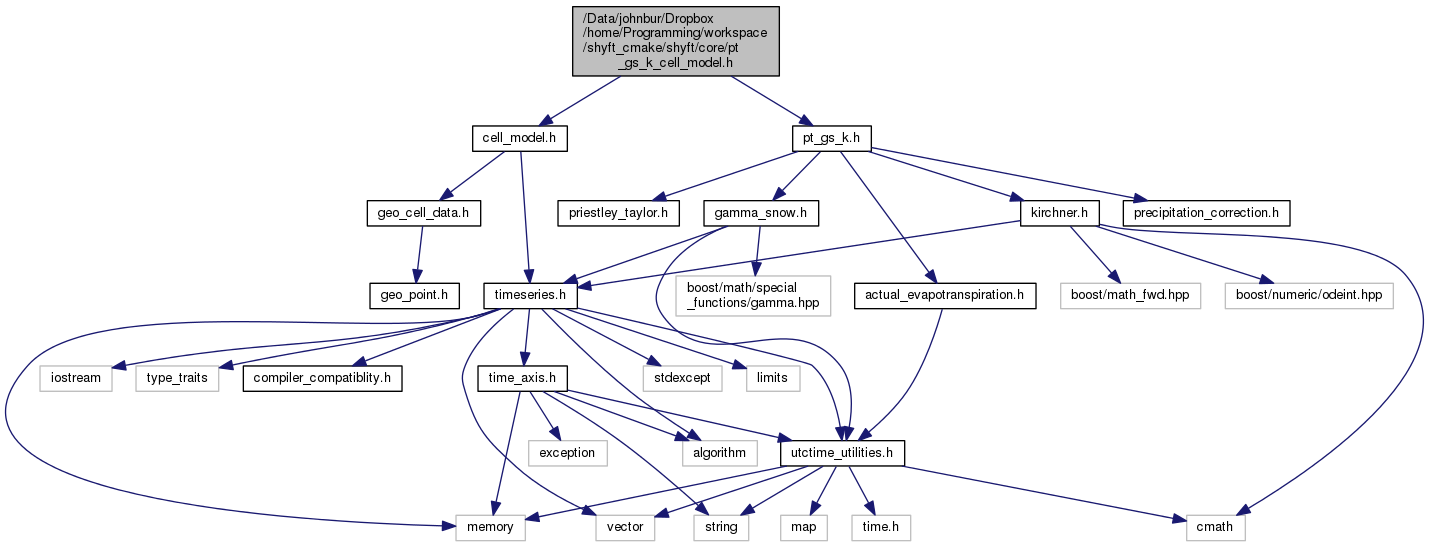 /Data/johnbur/Dropbox
/home/Programming/workspace
/shyft_cmake/shyft/core/pt
_gs_k_cell_model.h
cell_model.h
pt_gs_k.h
geo_cell_data.h
priestley_taylor.h
gamma_snow.h
kirchner.h
precipitation_correction.h
geo_point.h
timeseries.h
boost/math/special
_functions/gamma.hpp
actual_evapotranspiration.h
boost/math_fwd.hpp
boost/numeric/odeint.hpp
iostream
type_traits
compiler_compatiblity.h
time_axis.h
stdexcept
limits
exception
algorithm
utctime_utilities.h
memory
vector
string
map
time.h
cmath